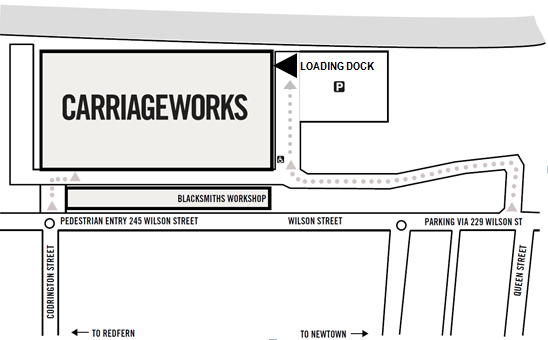 LOADING DOCK
P
CARRIAGEWORKS
BLACKSMITHS WORKSHOP
PEDESTRIAN ENTRY 245 WILSON STREET
WILSON STREET
PARKING VIA 229 WILSON ST
CODRINGTON STREET
QUEEN STREET
TO REDFERN
TO NEWTOWN